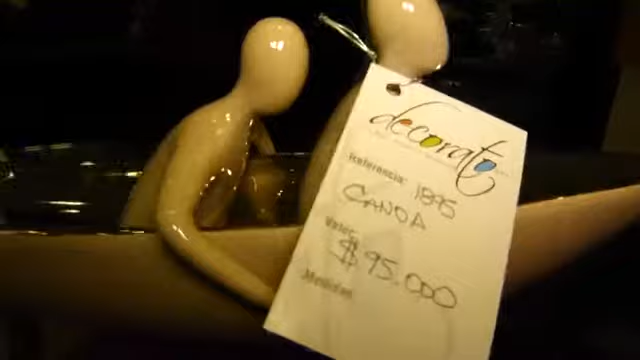 decorato
Referencia: 1895
CANOA
Valor:
$95.000
Medidas